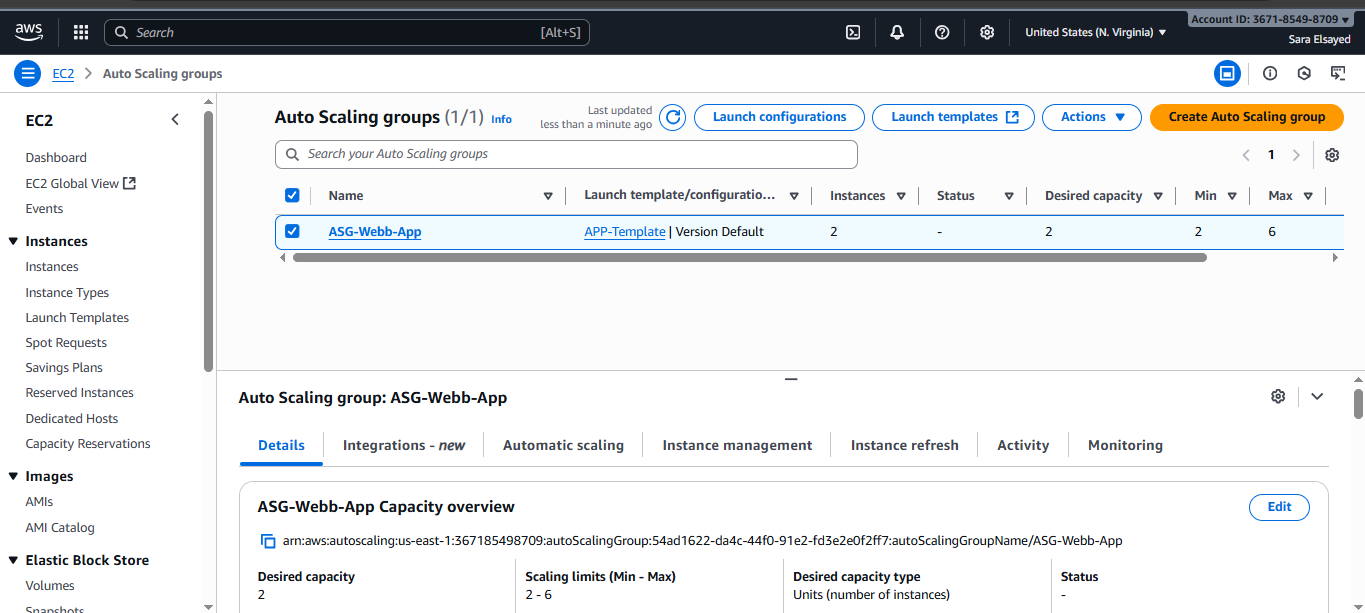 aws
Search [Alt+S]
United States (N. Virginia)
Account ID: 3671-8549-8709
Sara Elsayed
EC2 Auto Scaling groups
EC2
Dashboard
EC2 Global View
Events
Instances
Instances
Instance Types
Launch Templates
Spot Requests
Savings Plans
Reserved Instances
Dedicated Hosts
Capacity Reservations
Images
AMIs
AMI Catalog
Elastic Block Store
Volumes
Snapshots
Auto Scaling groups (1/1) Info
Last updated
less than a minute ago
Launch configurations
Launch templates
Actions
Create Auto Scaling group
Search your Auto Scaling groups
1
Name Launch template/configuratio... Instances Status Desired capacity Min Max
ASG-Webb-App APP-Template | Version Default 2 - 2 2 6
Auto Scaling group: ASG-Webb-App
Details Integrations - new Automatic scaling Instance management Instance refresh Activity Monitoring
ASG-Webb-App Capacity overview
Edit
arn:aws:autoscaling:us-east-1:367185498709:autoScalingGroup:54ad1622-da4c-44f0-91e2-fd3e2e0f2ff7:autoScalingGroupName/ASG-Webb-App
Desired capacity Scaling limits (Min - Max) Desired capacity type Status
2 2 - 6 Units (number of instances) -